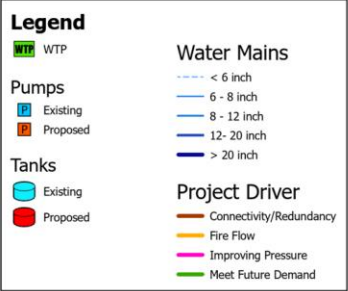 Legend
WTP WTP
Pumps
P Existing
P Proposed
Tanks
Existing
Proposed
Water Mains
< 6 inch
6 - 8 inch
8 - 12 inch
12- 20 inch
> 20 inch
Project Driver
Connectivity/Redundancy
Fire Flow
Improving Pressure
Meet Future Demand